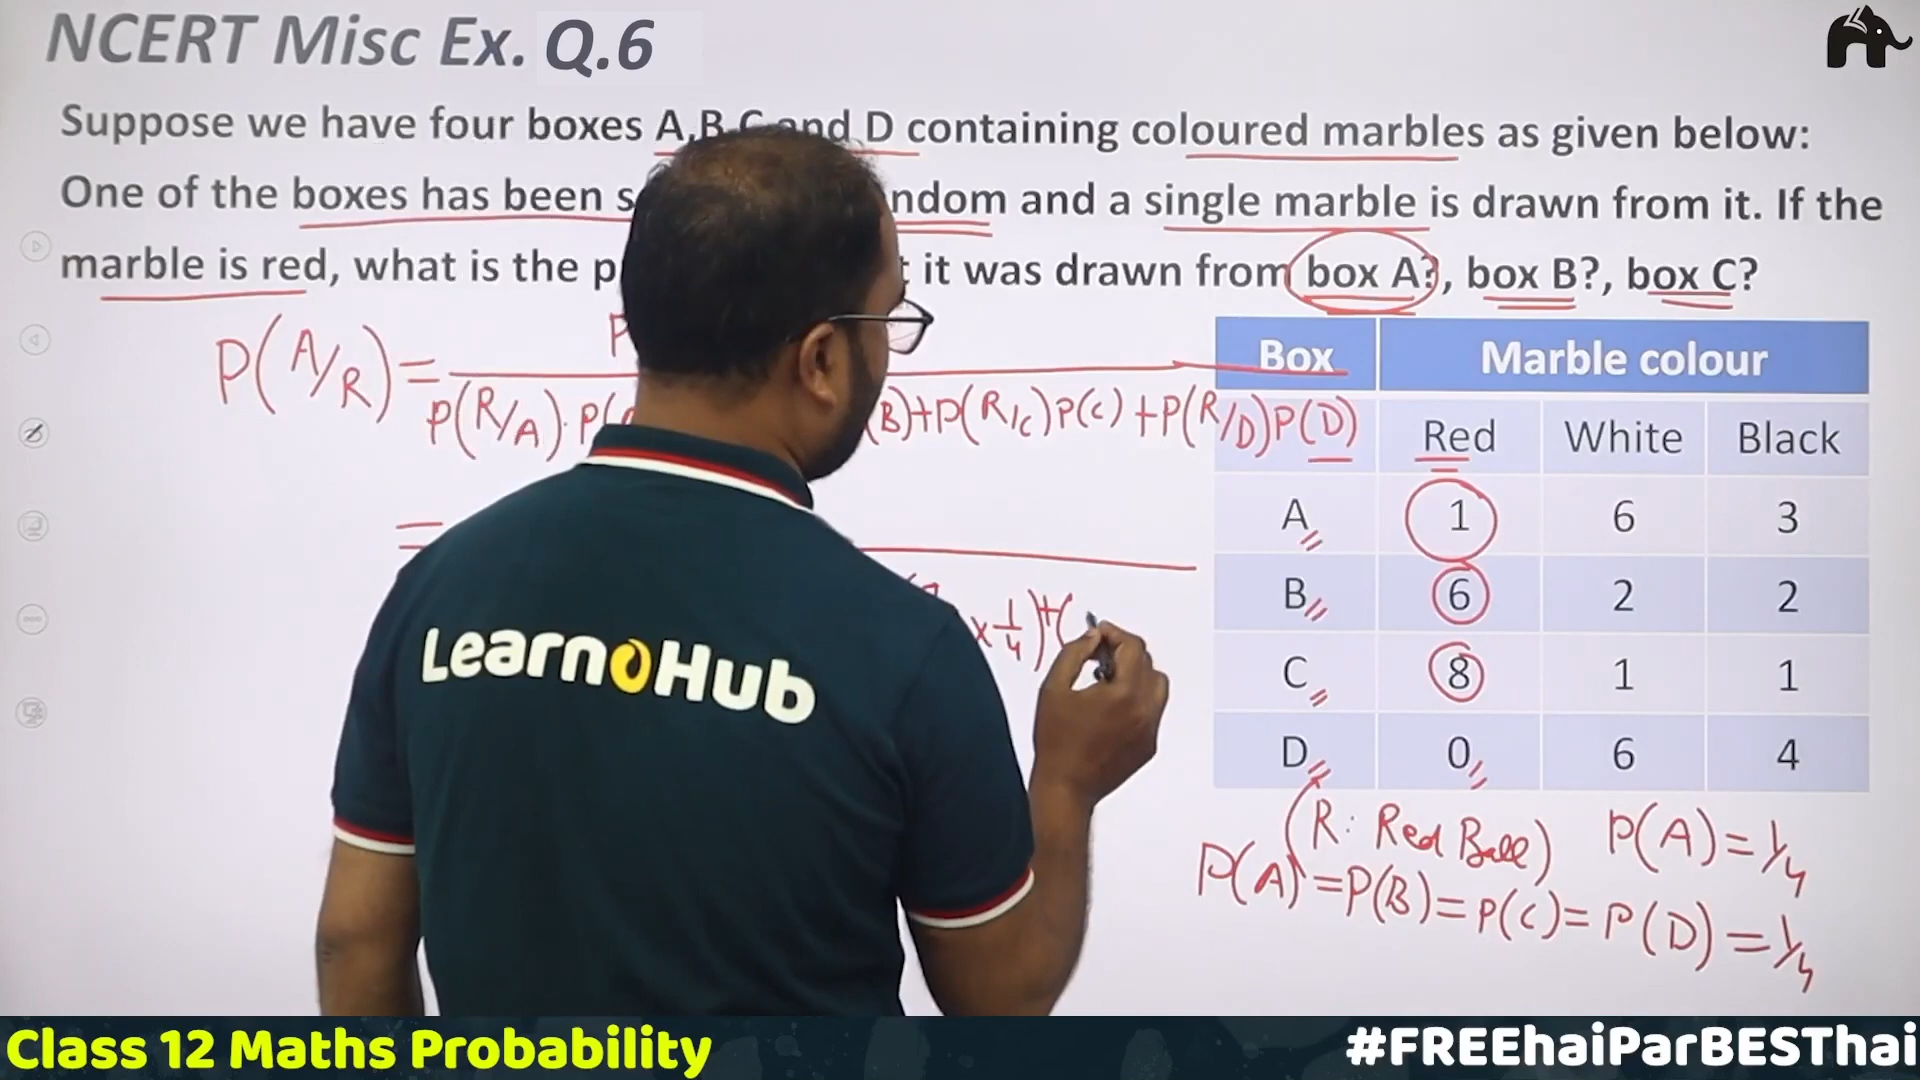 NCERT Misc Ex. Q.6
Suppose we have four boxes A,B,C and D containing coloured marbles as given below:
One of the boxes has been s ndom and a single marble is drawn from it. If the
marble is red, what is the p t it was drawn from box A?, box B?, box C?
P(A/R)= P
P(R/A).P( B)+P(R/C)P(C)+P(R/D)P(D)
=
x 1/4)+(
Box Marble colour
Red White Black
A 1 6 3
B 6 2 2
C 8 1 1
D 0 6 4
(R: Red Ball) P(A)=1/4
P(A)=P(B)=P(C)=P(D)=1/4
LearnoHub
Class 12 Maths Probability
#FREEhaiParBESThai